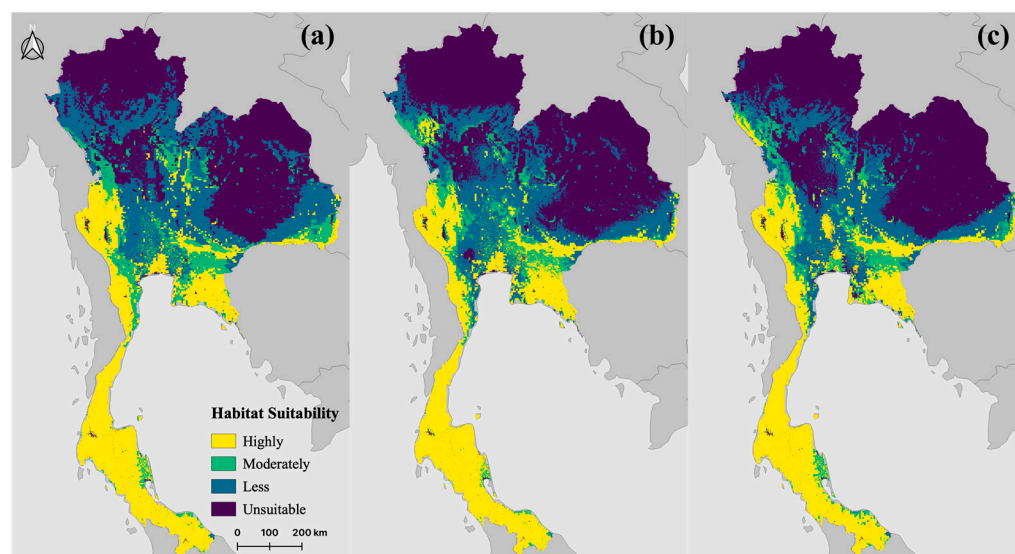 N
(a)
(b)
(c)
Habitat Suitability
Highly
Moderately
Less
Unsuitable
0 100 200 km